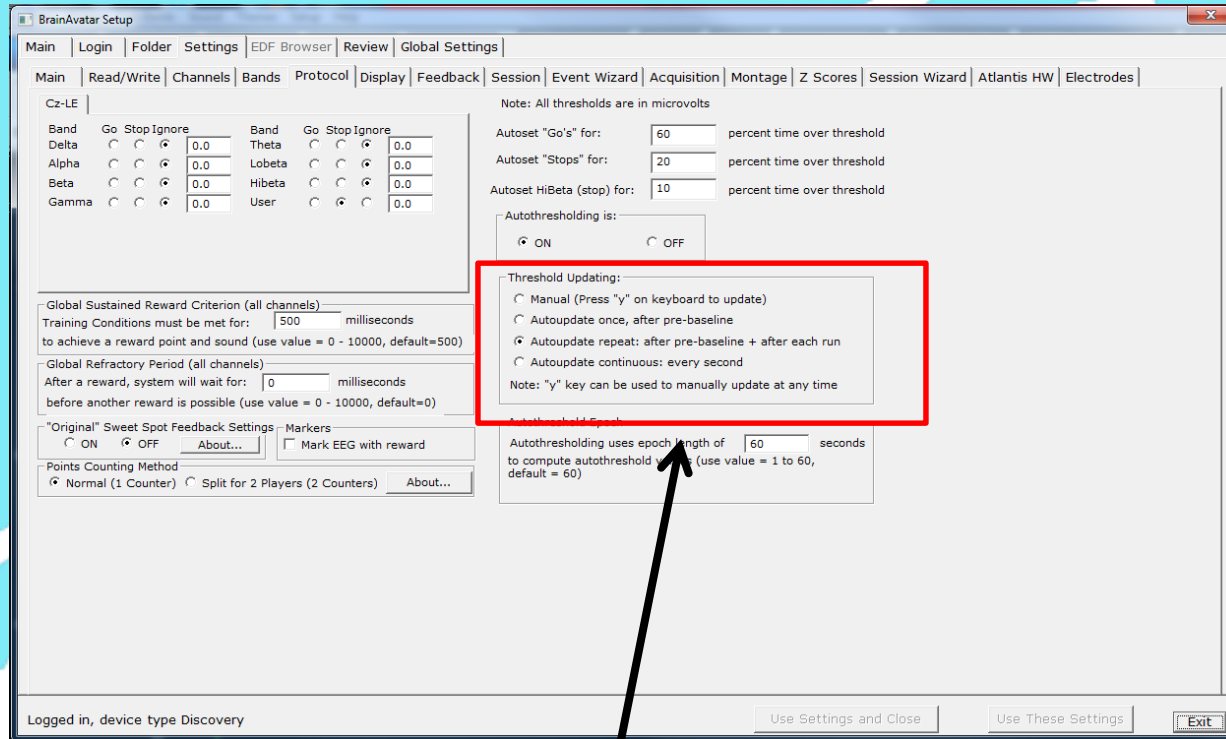 BrainAvatar Setup
Main Login Folder Settings EDF Browser Review Global Settings
Main Read/Write Channels Bands Protocol Display Feedback Session Event Wizard Acquisition Montage Z Scores Session Wizard Atlantis HW Electrodes
Cz-LE
Band Go Stop Ignore Band Go Stop Ignore
Delta 0.0 Theta 0.0
Alpha 0.0 Lobeta 0.0
Beta 0.0 Hibeta 0.0
Gamma 0.0 User 0.0
Global Sustained Reward Criterion (all channels)
Training Conditions must be met for: 500 milliseconds
to achieve a reward point and sound (use value = 0 - 10000, default=500)
Global Refractory Period (all channels)
After a reward, system will wait for: 0 milliseconds
before another reward is possible (use value = 0 - 10000, default=0)
"Original" Sweet Spot Feedback Settings
ON OFF About...
Markers
Mark EEG with reward
Points Counting Method
Normal (1 Counter) Split for 2 Players (2 Counters) About...
Note: All thresholds are in microvolts
Autoset "Go's" for: 60 percent time over threshold
Autoset "Stops" for: 20 percent time over threshold
Autoset HiBeta (stop) for: 10 percent time over threshold
Autothresholding is:
ON OFF
Threshold Updating:
Manual (Press "y" on keyboard to update)
Autoupdate once, after pre-baseline
Autoupdate repeat: after pre-baseline + after each run
Autoupdate continuous: every second
Note: "y" key can be used to manually update at any time
Autothreshold Epoch
Autothresholding uses epoch length of 60 seconds
to compute autothreshold (use value = 1 to 60,
default = 60)
Logged in, device type Discovery
Use Settings and Close Use These Settings Exit